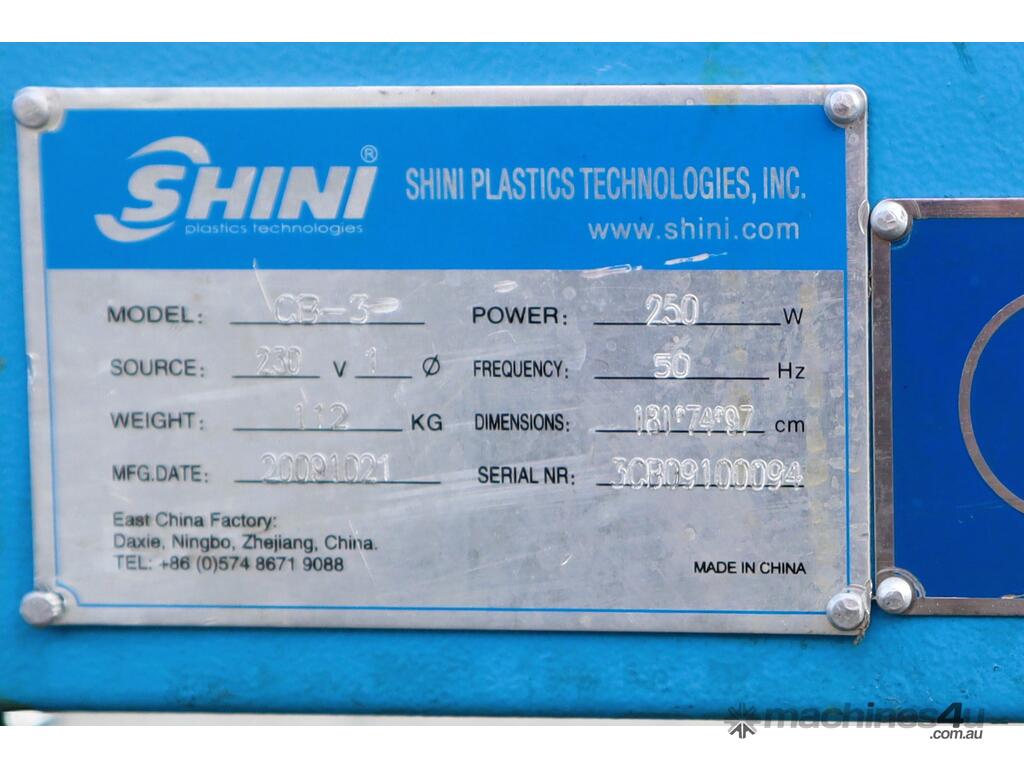 SHINI®
plastics technologies
SHINI PLASTICS TECHNOLOGIES, INC.
www.shini.com
MODEL: CB-3 POWER: 250 W
SOURCE: 230 V 1 Ø FREQUENCY: 50 Hz
WEIGHT: 112 KG DIMENSIONS: 181*74*97 cm
MFG.DATE: 20091021 SERIAL NR: 3CB09100094
East China Factory:
Daxie, Ningbo, Zhejiang, China.
TEL: +86 (0)574 8671 9088
MADE IN CHINA
machines4u
.com.au